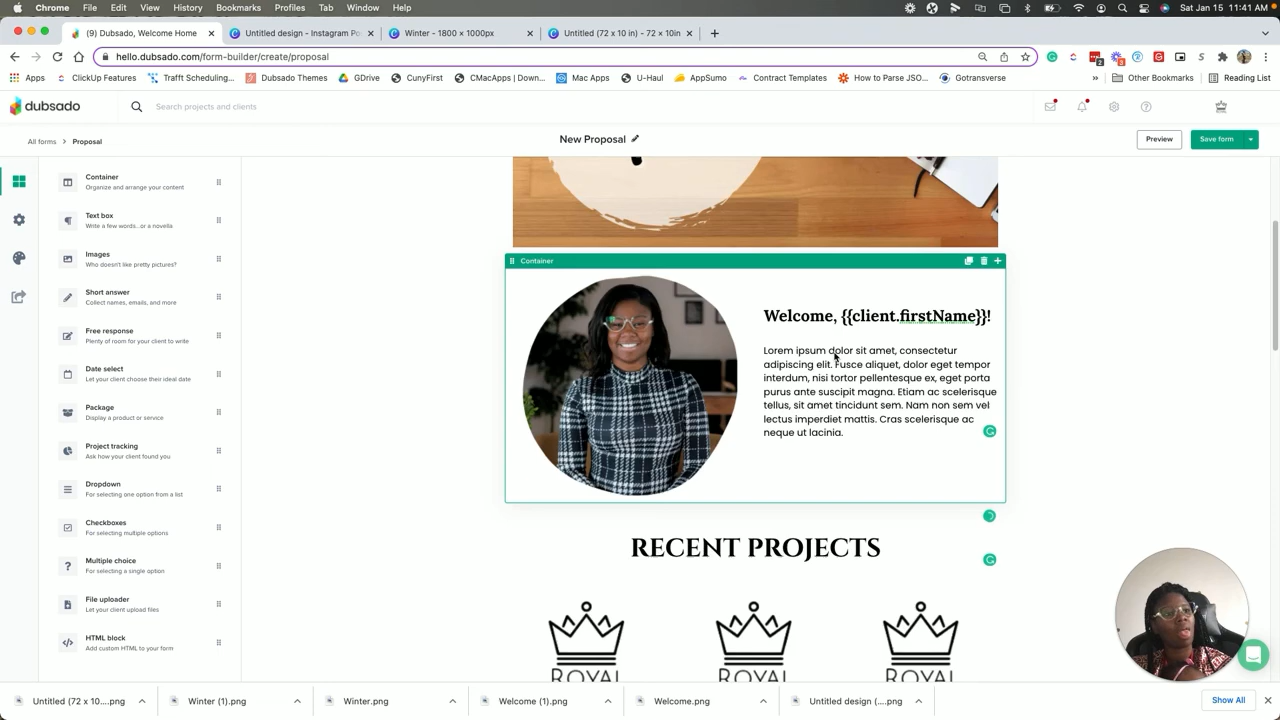 Chrome
Bookmarks
Profiles
Tab
Window
Help
11:41 AM
(9) Dubsado, Welcome Home
Untitled design - Instagram Po
Winter - 1800 x 1000px
Untitled (72 x 10 in) - 72 x 10in
hello.dubsado.com/form-builder/create/proposal
Apps
ClickUp Features
Trafft Scheduling...
Dubsado Themes
GDrive
CunyFirst
CMacApps | Down...
Mac Apps
U-Haul
AppSumo
Contract Templates
How to Parse JSO...
Gotransverse
Other Bookmarks
Reading List
dubsado
Search projects and clients
All forms > Proposal
New Proposal
Preview
Save form
Container
Organize and arrange your content
Text box
Write a few words...or a novella
Images
Who doesn't like pretty pictures?
Short answer
Collect names, emails, and more
Free response
Plenty of room for your client to write
Date select
Let your client choose their ideal date
Package
Display a product or service
Project tracking
Ask how your client found you
Dropdown
For selecting one option from a list
Checkboxes
For selecting multiple options
Multiple choice
For selecting a single option
File uploader
Let your client upload files
HTML block
Add custom HTML to your form
Container
Welcome, {{client.firstName}}!
Lorem ipsum dolor sit amet, consectetur
adipiscing elit. Fusce aliquet, dolor eget tempor
interdum, nisi tortor pellentesque ex, eget porta
purus ante suscipit magna. Etiam ac scelerisque
tellus, sit amet tincidunt sem. Nam non sem vel
lectus imperdiet mattis. Cras scelerisque ac
neque ut lacinia.
RECENT PROJECTS
ROYAL
ROYAL
ROYAL
Untitled (72 x 10....png
Winter (1).png
Winter.png
Welcome (1).png
Welcome.png
Untitled design (....png
Show All